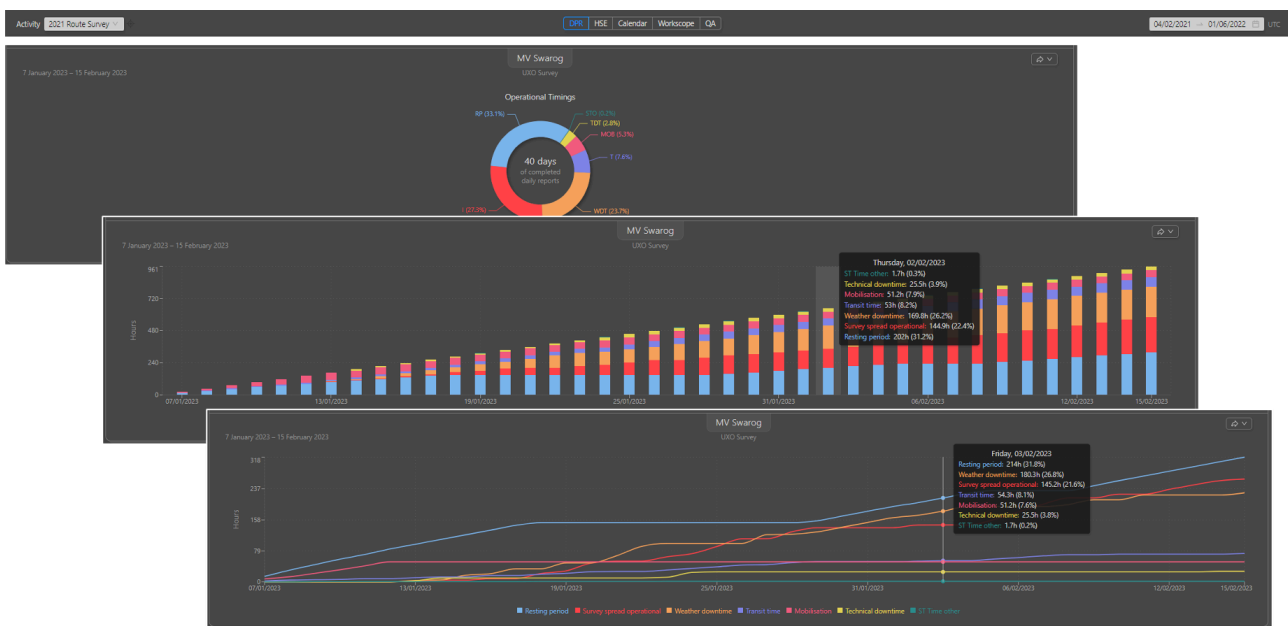 Activity 2021 Route Survey DPR HSE Calendar Workscope QA 04/02/2021 → 01/06/2022 UTC
MV Swarog
7 January 2023 – 15 February 2023
UXO Survey
Operational Timings
RP (33.1%)
STO (0.2%)
TDT (2.8%)
MOB (5.3%)
T (7.6%)
40 days
of completed
daily reports
I (27.3%)
WDT (23.7%)
MV Swarog
7 January 2023 – 15 February 2023
UXO Survey
Thursday, 02/02/2023
ST Time other: 1.7h (0.3%)
Technical downtime: 25.5h (3.9%)
Mobilisation: 51.2h (7.9%)
Transit time: 53h (8.2%)
Weather downtime: 169.8h (26.2%)
Survey spread operational: 144.9h (22.4%)
Resting period: 202h (31.2%)
961
720
480
240
0
Hours
07/01/2023 13/01/2023 19/01/2023 25/01/2023 31/01/2023 06/02/2023 12/02/2023 15/02/2023
MV Swarog
7 January 2023 – 15 February 2023
UXO Survey
Friday, 03/02/2023
Resting period: 214h (31.8%)
Weather downtime: 180.3h (26.8%)
Survey spread operational: 145.2h (21.6%)
Transit time: 54.3h (8.1%)
Mobilisation: 51.2h (7.6%)
Technical downtime: 25.5h (3.8%)
ST Time other: 1.7h (0.2%)
318
237
158
79
0
Hours
07/01/2023 13/01/2023 19/01/2023 25/01/2023 31/01/2023 06/02/2023 12/02/2023 15/02/2023
Resting period Survey spread operational Weather downtime Transit time Mobilisation Technical downtime ST Time other